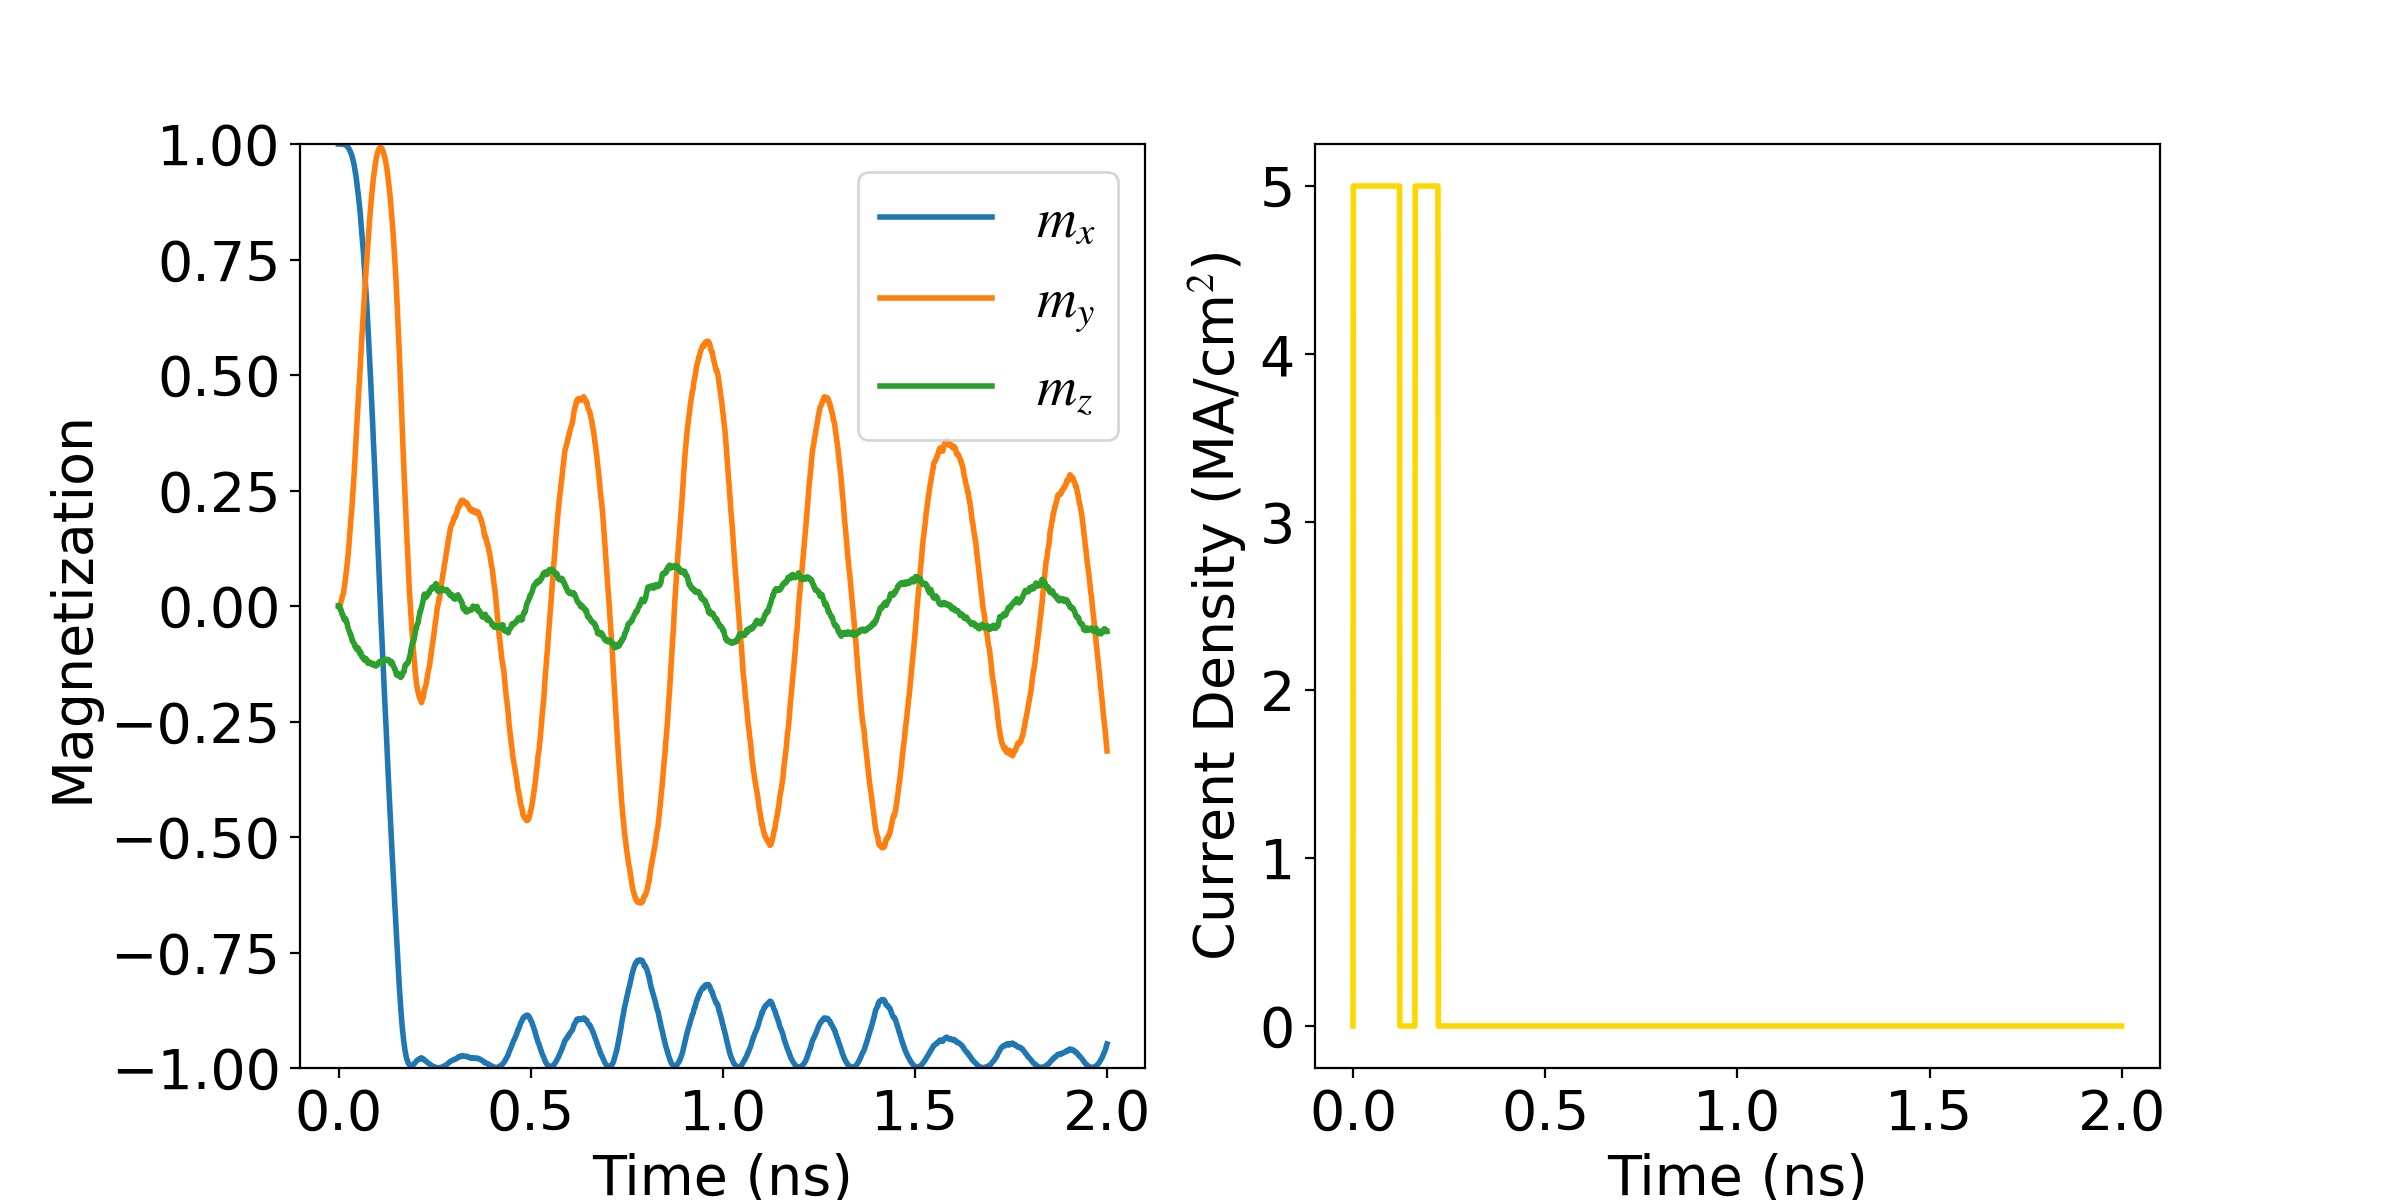 Magnetization
1.00
0.75
0.50
0.25
0.00
−0.25
−0.50
−0.75
−1.00
0.0 0.5 1.0 1.5 2.0
Time (ns)
m_x
m_y
m_z
Current Density (MA/cm²)
5
4
3
2
1
0
0.0 0.5 1.0 1.5 2.0
Time (ns)